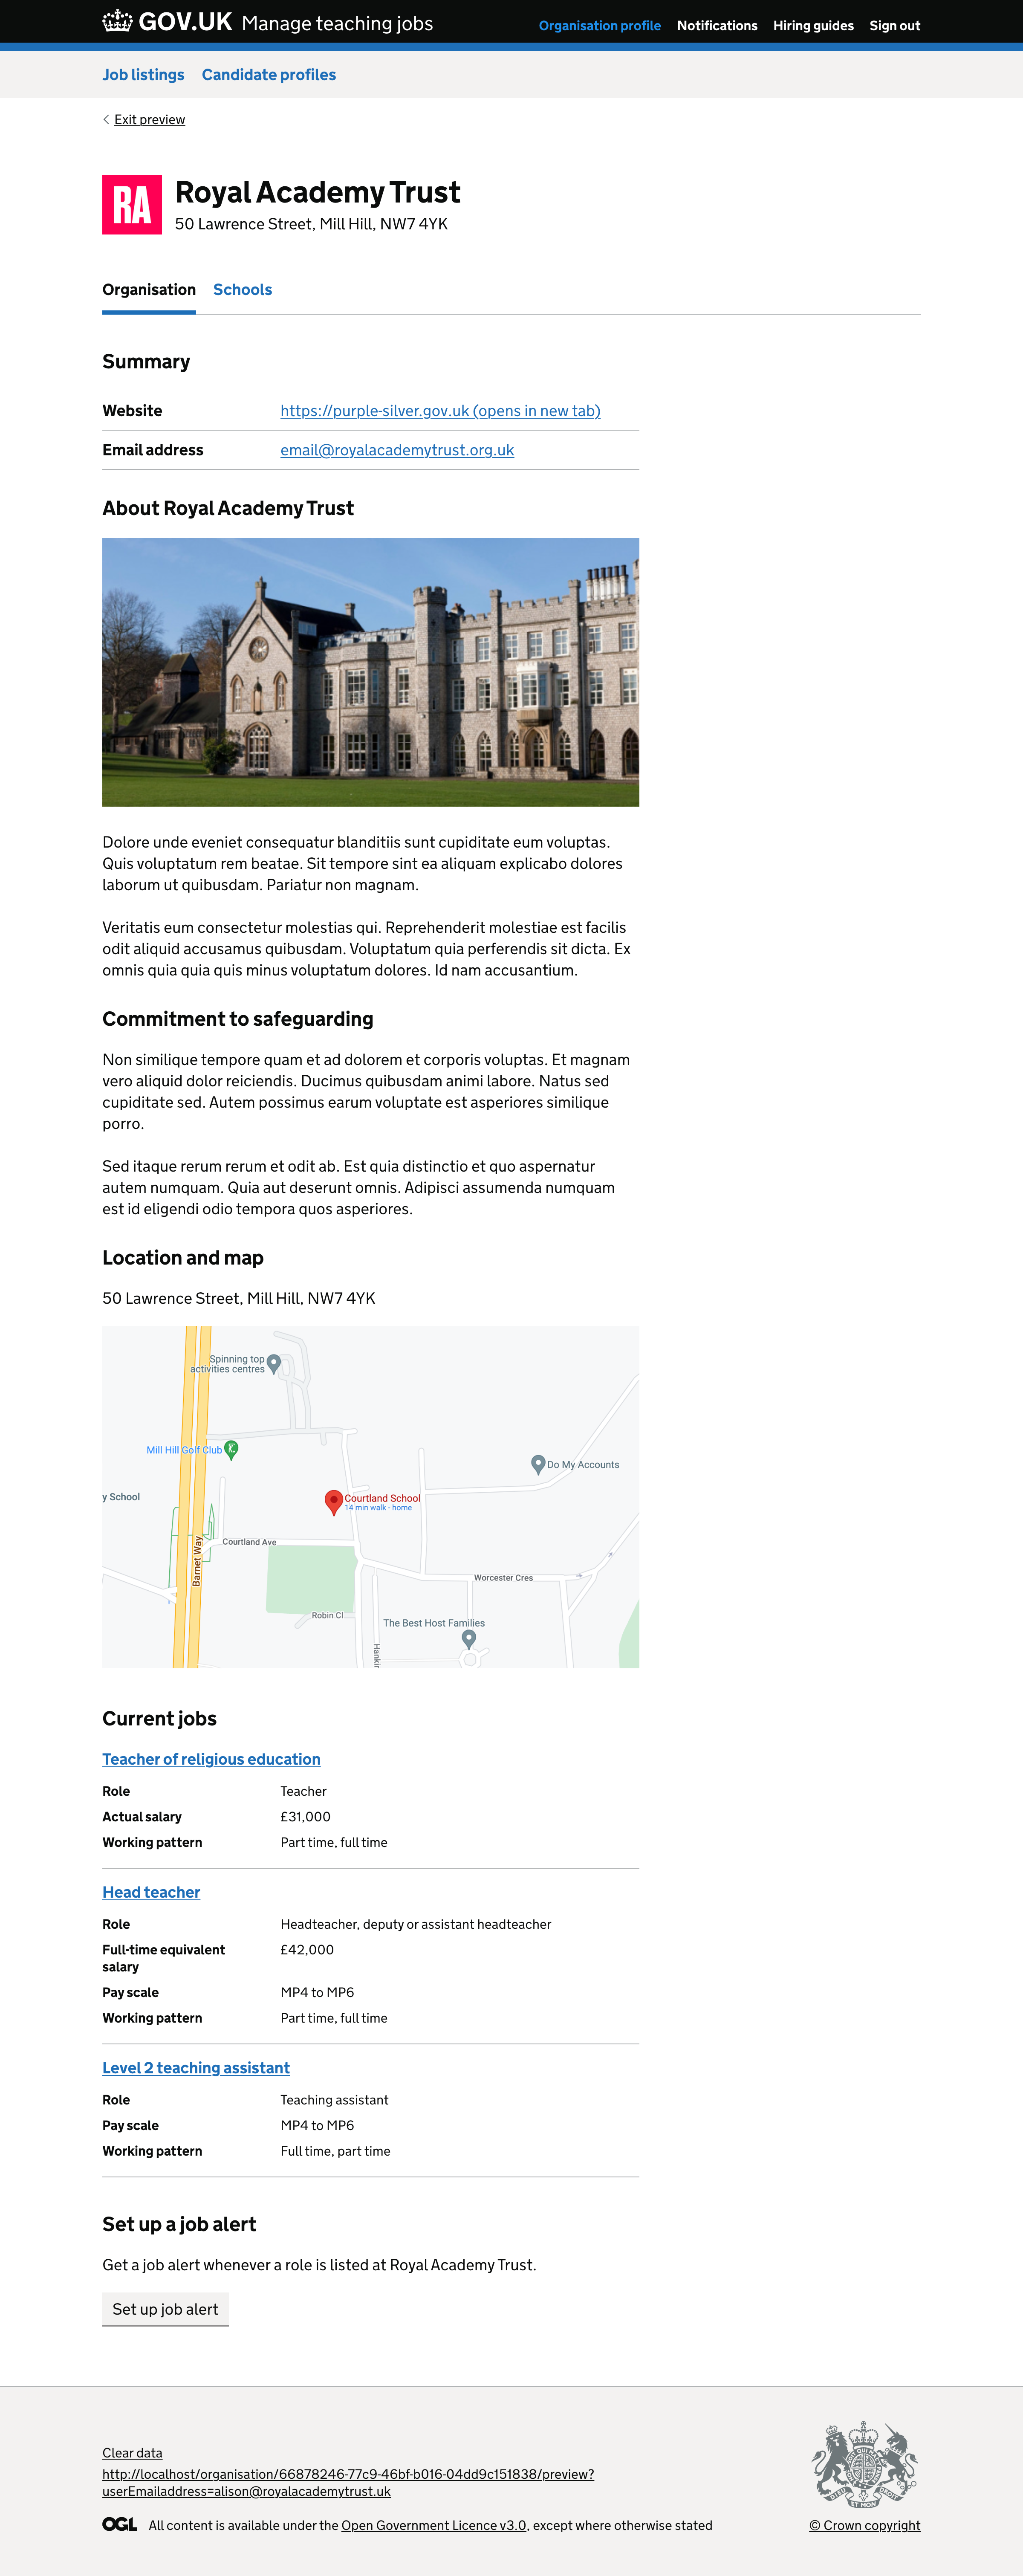 GOV.UK Manage teaching jobs
Organisation profile Notifications Hiring guides Sign out
Job listings Candidate profiles
Exit preview
RA
Royal Academy Trust
50 Lawrence Street, Mill Hill, NW7 4YK
Organisation Schools
Summary
Website https://purple-silver.gov.uk (opens in new tab)
Email address email@royalacademytrust.org.uk
About Royal Academy Trust
Dolore unde eveniet consequatur blanditiis sunt cupiditate eum voluptas.
Quis voluptatum rem beatae. Sit tempore sint ea aliquam explicabo dolores
laborum ut quibusdam. Pariatur non magnam.
Veritatis eum consectetur molestias qui. Reprehenderit molestiae est facilis
odit aliquid accusamus quibusdam. Voluptatum quia perferendis sit dicta. Ex
omnis quia quia quis minus voluptatum dolores. Id nam accusantium.
Commitment to safeguarding
Non similique tempore quam et ad dolorem et corporis voluptas. Et magnam
vero aliquid dolor reiciendis. Ducimus quibusdam animi labore. Natus sed
cupiditate sed. Autem possimus earum voluptate est asperiores similique
porro.
Sed itaque rerum rerum et odit ab. Est quia distinctio et quo aspernatur
autem numquam. Quia aut deserunt omnis. Adipisci assumenda numquam
est id eligendi odio tempora quos asperiores.
Location and map
50 Lawrence Street, Mill Hill, NW7 4YK
Spinning top
activities centres
Mill Hill Golf Club
Do My Accounts
y School
Courtland School
14 min walk - home
Courtland Ave
Barnet Way
Worcester Cres
Robin Cl
The Best Host Families
Hankir
Current jobs
Teacher of religious education
Role Teacher
Actual salary £31,000
Working pattern Part time, full time
Head teacher
Role Headteacher, deputy or assistant headteacher
Full-time equivalent £42,000
salary
Pay scale MP4 to MP6
Working pattern Part time, full time
Level 2 teaching assistant
Role Teaching assistant
Pay scale MP4 to MP6
Working pattern Full time, part time
Set up a job alert
Get a job alert whenever a role is listed at Royal Academy Trust.
Set up job alert
Clear data
http://localhost/organisation/66878246-77c9-46bf-b016-04dd9c151838/preview?
userEmailaddress=alison@royalacademytrust.uk
OGL All content is available under the Open Government Licence v3.0, except where otherwise stated
© Crown copyright